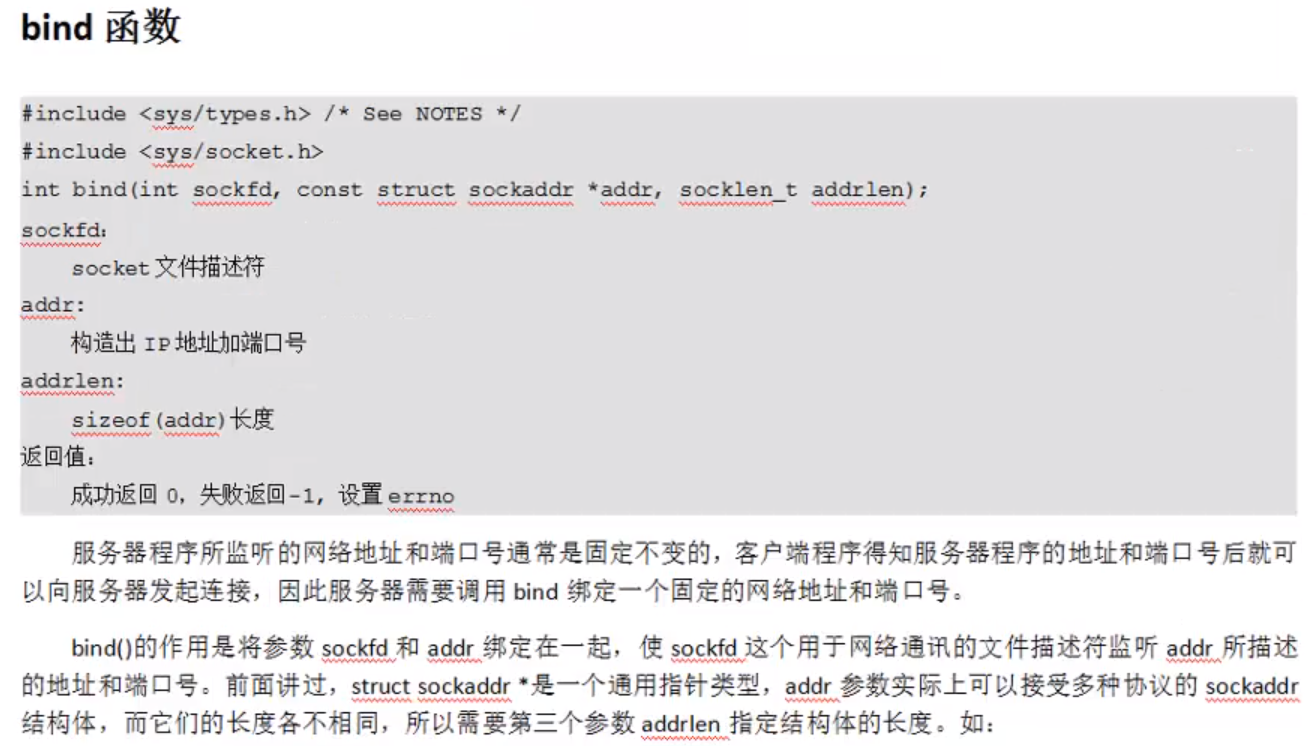 bind 函数
#include <sys/types.h> /* See NOTES */
#include <sys/socket.h>
int bind(int sockfd, const struct sockaddr *addr, socklen_t addrlen);
sockfd：
socket 文件描述符
addr:
构造出 IP 地址加端口号
addrlen:
sizeof(addr)长度
返回值：
成功返回 0，失败返回-1, 设置 errno
服务器程序所监听的网络地址和端口号通常是固定不变的，客户端程序得知服务器程序的地址和端口号后就可
以向服务器发起连接，因此服务器需要调用 bind 绑定一个固定的网络地址和端口号。
bind()的作用是将参数 sockfd 和 addr 绑定在一起，使 sockfd 这个用于网络通讯的文件描述符监听 addr 所描述
的地址和端口号。前面讲过，struct sockaddr *是一个通用指针类型，addr 参数实际上可以接受多种协议的 sockaddr
结构体，而它们的长度各不相同，所以需要第三个参数 addrlen 指定结构体的长度。如：